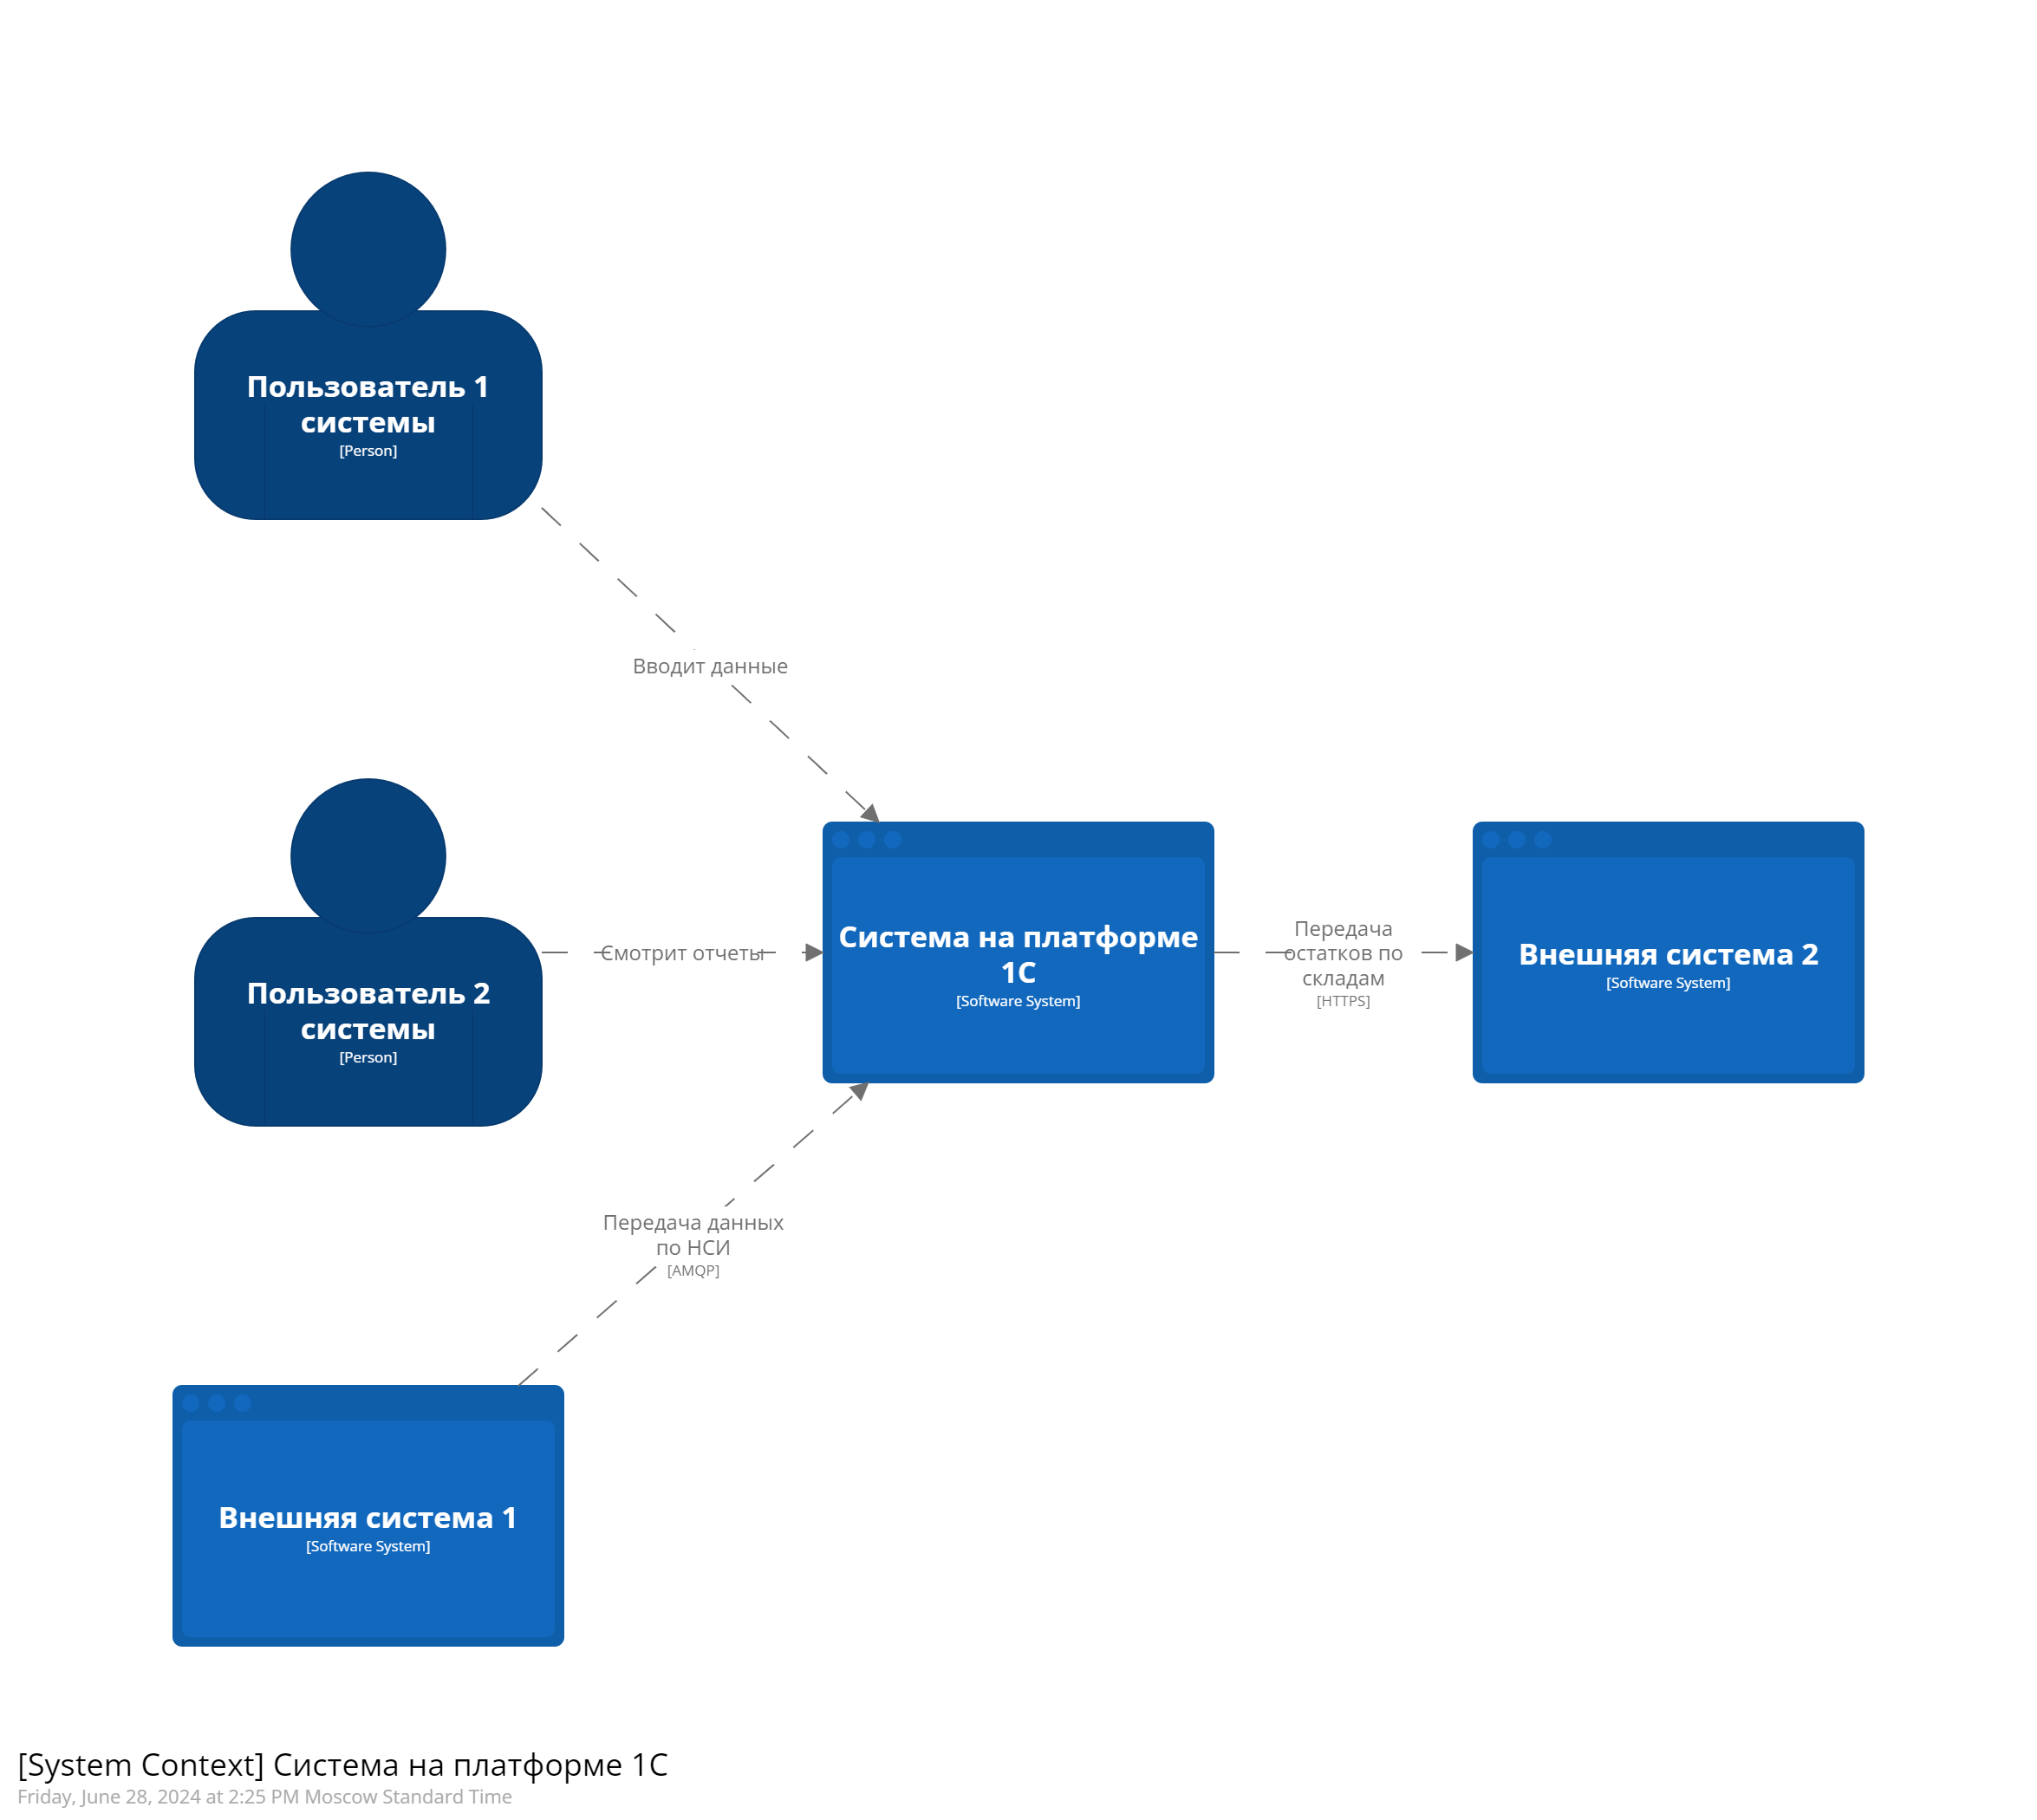 Пользователь 1
системы
[Person]
Вводит данные
Пользователь 2
системы
[Person]
Смотрит отчеты
Система на платформе
1С
[Software System]
Передача
остатков по
складам
[HTTPS]
Внешняя система 2
[Software System]
Передача данных
по НСИ
[AMQP]
Внешняя система 1
[Software System]
[System Context] Система на платформе 1С
Friday, June 28, 2024 at 2:25 PM Moscow Standard Time